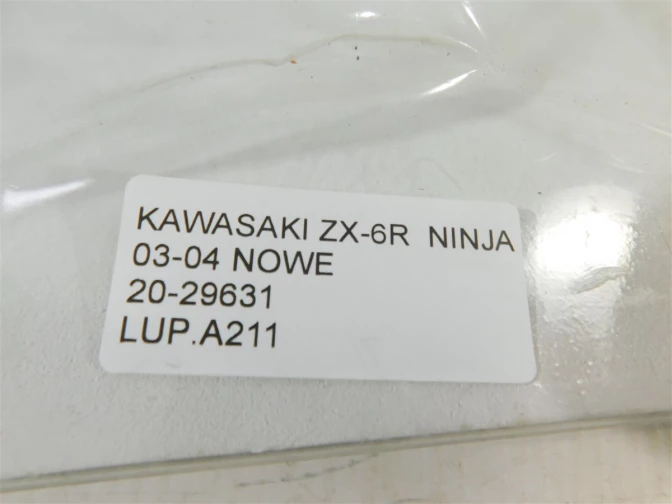 KAWASAKI ZX-6R NINJA
03-04 NOWE
20-29631
LUP.A211